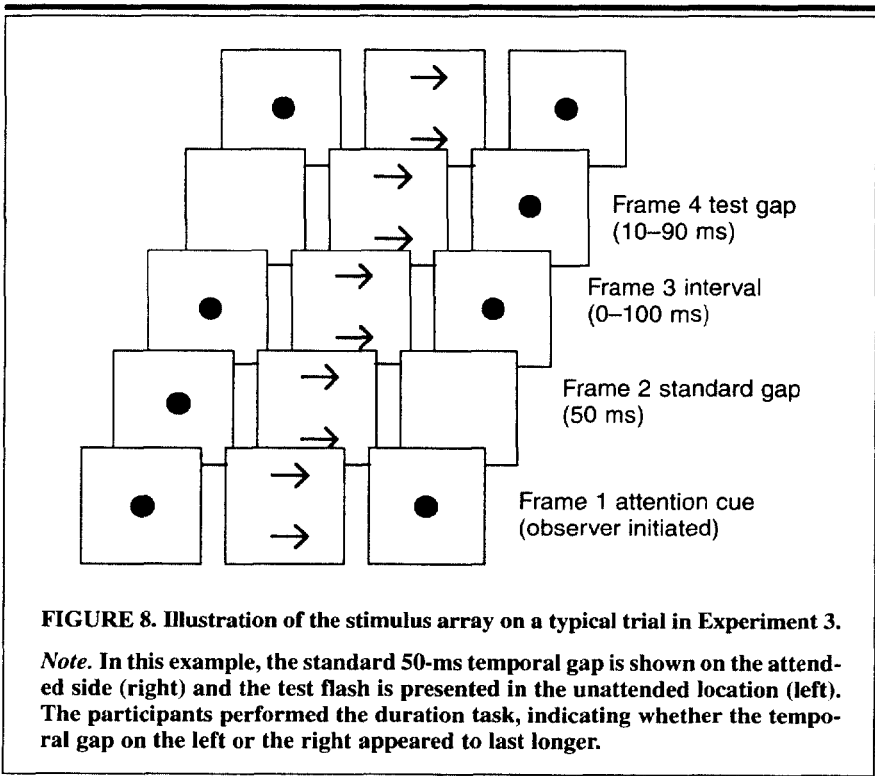 Frame 4 test gap
(10–90 ms)
Frame 3 interval
(0–100 ms)
Frame 2 standard gap
(50 ms)
Frame 1 attention cue
(observer initiated)
FIGURE 8. Illustration of the stimulus array on a typical trial in Experiment 3.
Note. In this example, the standard 50-ms temporal gap is shown on the attend-
ed side (right) and the test flash is presented in the unattended location (left).
The participants performed the duration task, indicating whether the tempo-
ral gap on the left or the right appeared to last longer.